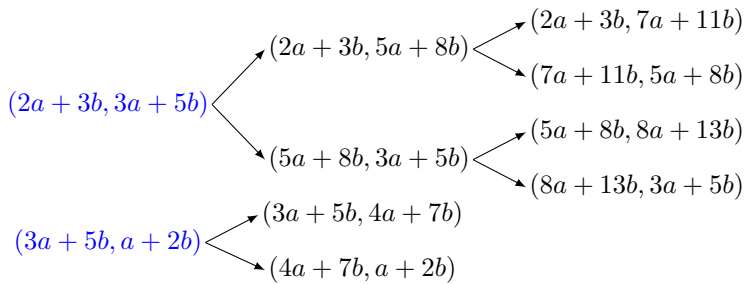 (2a + 3b, 7a + 11b)
(2a + 3b, 5a + 8b)
(7a + 11b, 5a + 8b)
(2a + 3b, 3a + 5b)
(5a + 8b, 8a + 13b)
(5a + 8b, 3a + 5b)
(8a + 13b, 3a + 5b)
(3a + 5b, 4a + 7b)
(3a + 5b, a + 2b)
(4a + 7b, a + 2b)